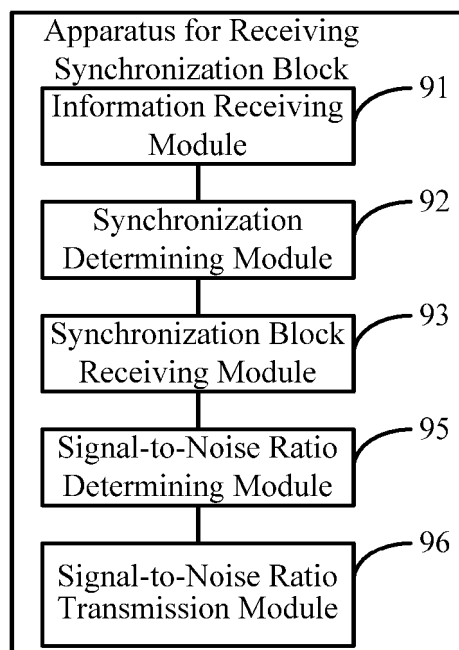 Apparatus for Receiving
Synchronization Block
Information Receiving
Module
91
Synchronization
Determining Module
92
Synchronization Block
Receiving Module
93
Signal-to-Noise Ratio
Determining Module
95
Signal-to-Noise Ratio
Transmission Module
96